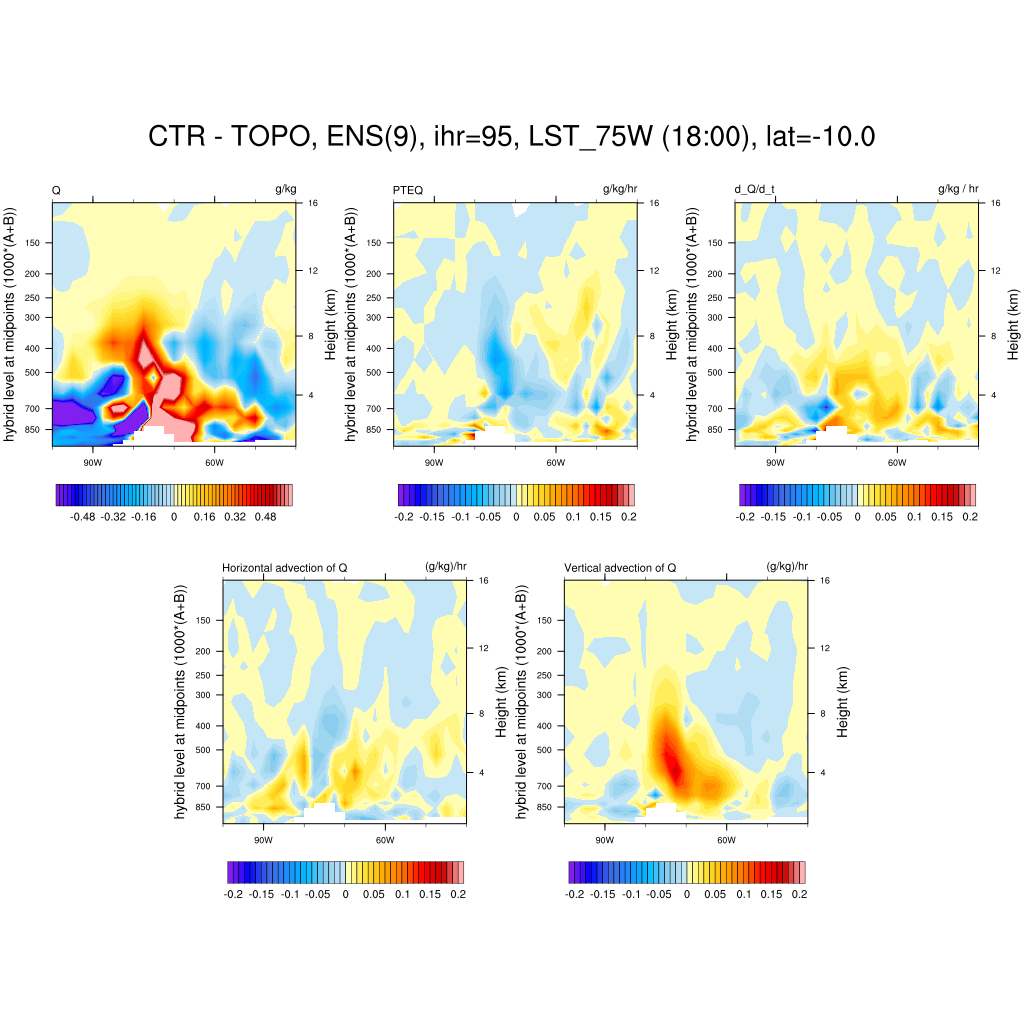 CTR - TOPO, ENS(9), ihr=95, LST_75W (18:00), lat=-10.0
Q g/kg
hybrid level at midpoints (1000*(A+B))
150
200
250
300
400
500
700
850
16
12
8
4
Height (km)
90W 60W
-0.48 -0.32 -0.16 0 0.16 0.32 0.48
PTEQ g/kg/hr
hybrid level at midpoints (1000*(A+B))
150
200
250
300
400
500
700
850
16
12
8
4
Height (km)
90W 60W
-0.2 -0.15 -0.1 -0.05 0 0.05 0.1 0.15 0.2
d_Q/d_t g/kg / hr
hybrid level at midpoints (1000*(A+B))
150
200
250
300
400
500
700
850
16
12
8
4
Height (km)
90W 60W
-0.2 -0.15 -0.1 -0.05 0 0.05 0.1 0.15 0.2
Horizontal advection of Q (g/kg)/hr
hybrid level at midpoints (1000*(A+B))
150
200
250
300
400
500
700
850
16
12
8
4
Height (km)
90W 60W
-0.2 -0.15 -0.1 -0.05 0 0.05 0.1 0.15 0.2
Vertical advection of Q (g/kg)/hr
hybrid level at midpoints (1000*(A+B))
150
200
250
300
400
500
700
850
16
12
8
4
Height (km)
90W 60W
-0.2 -0.15 -0.1 -0.05 0 0.05 0.1 0.15 0.2